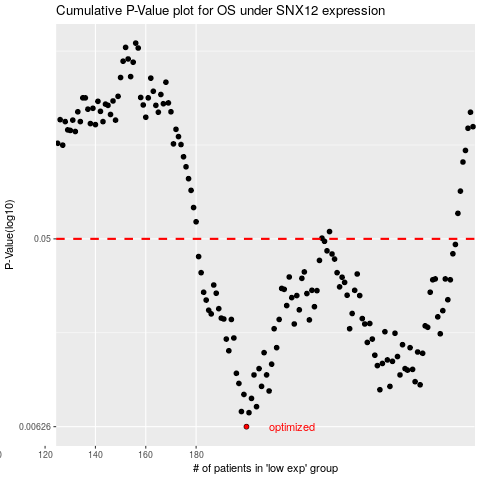 Cumulative P-Value plot for OS under SNX12 expression
P-Value(log10)
0.05
0.00626
optimized
0 120 140 160 180
# of patients in 'low exp' group